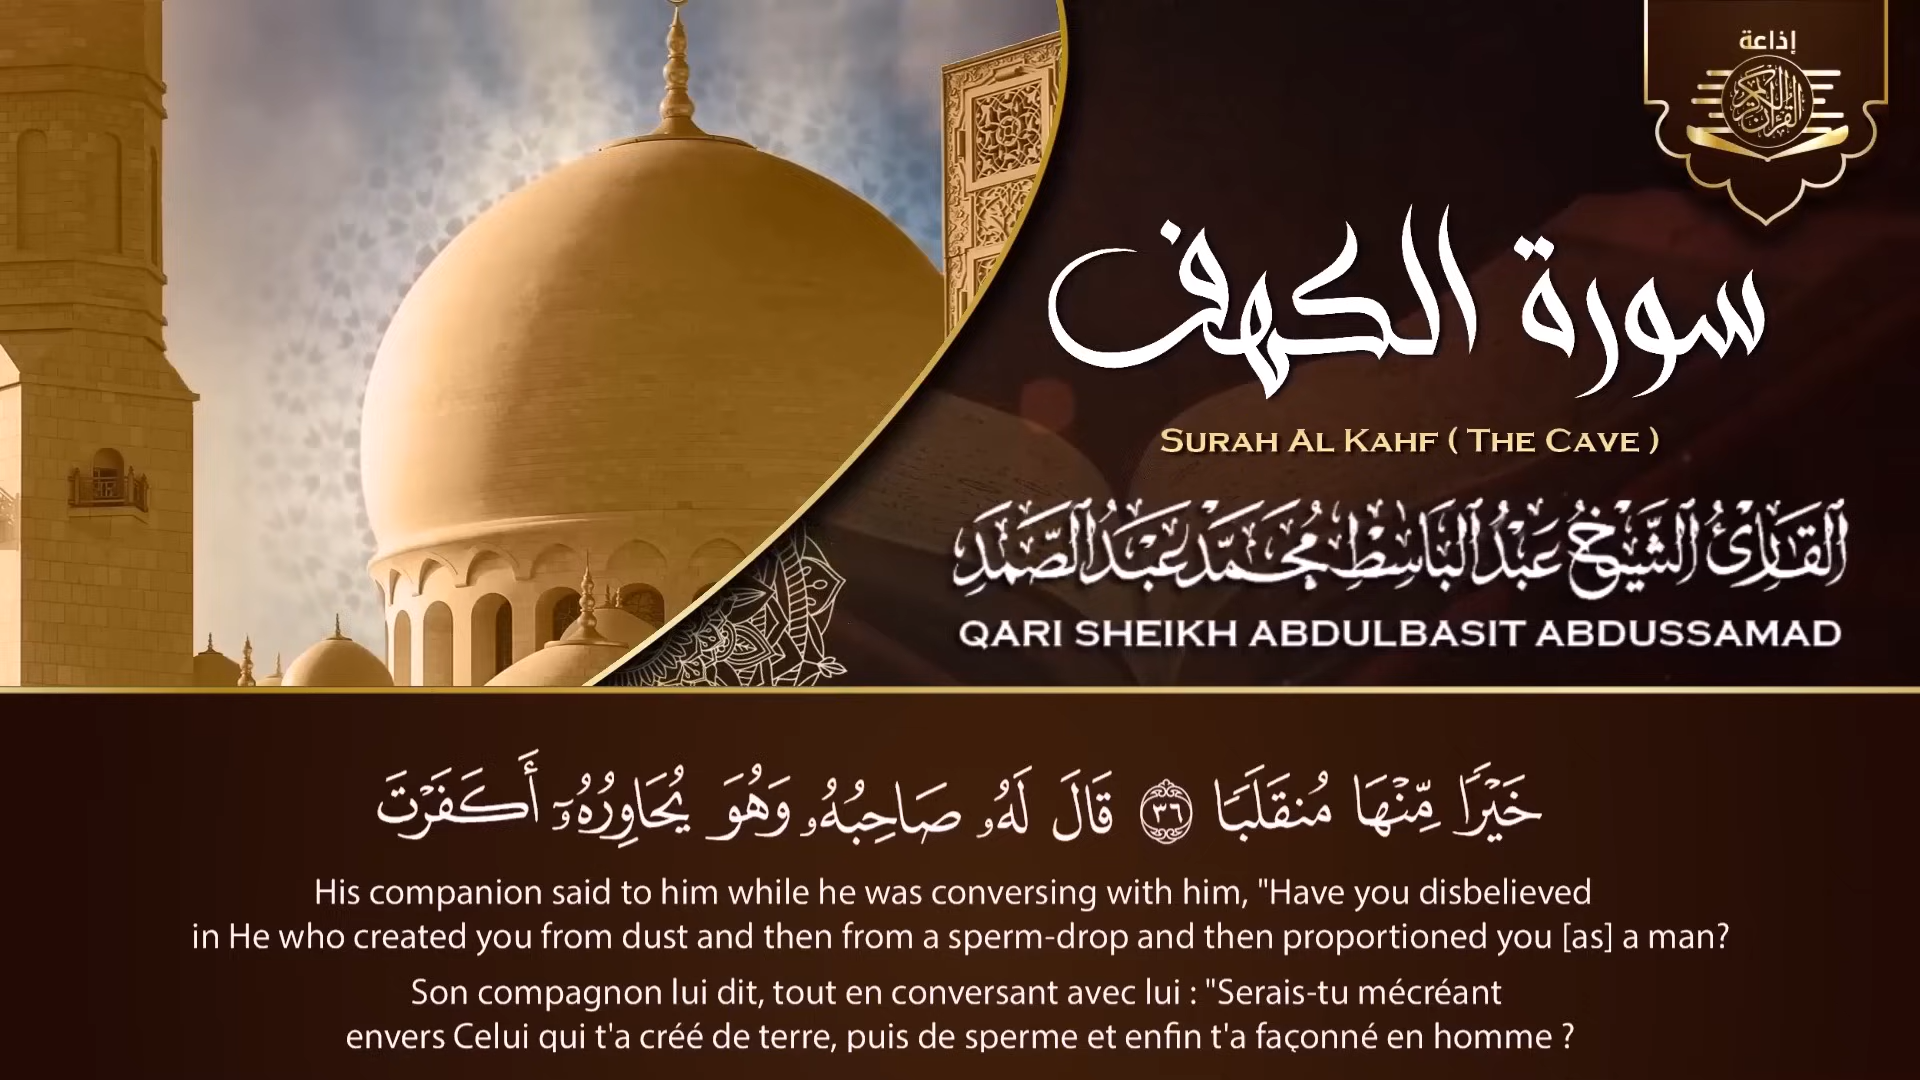 إذاعة
القرآن الكريم
سورة الكهف
SURAH AL KAHF ( THE CAVE )
القارئ الشيخ عبد الباسط محمد عبد الصمد
QARI SHEIKH ABDULBASIT ABDUSSAMAD
خَيْرًا مِّنْهَا مُنقَلَبًا ٣٦ قَالَ لَهُۥ صَاحِبُهُۥ وَهُوَ يُحَاوِرُهُۥٓ أَكَفَرْتَ
His companion said to him while he was conversing with him, "Have you disbelieved
in He who created you from dust and then from a sperm-drop and then proportioned you [as] a man?
Son compagnon lui dit, tout en conversant avec lui : "Serais-tu mécréant
envers Celui qui t'a créé de terre, puis de sperme et enfin t'a façonné en homme ?